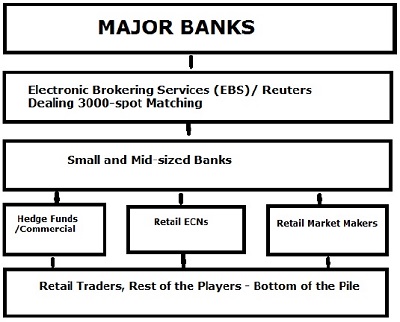 MAJOR BANKS
Electronic Brokering Services (EBS)/ Reuters
Dealing 3000-spot Matching
Small and Mid-sized Banks
Hedge Funds
/Commercial
Retail ECNs
Retail Market Makers
Retail Traders, Rest of the Players - Bottom of the Pile